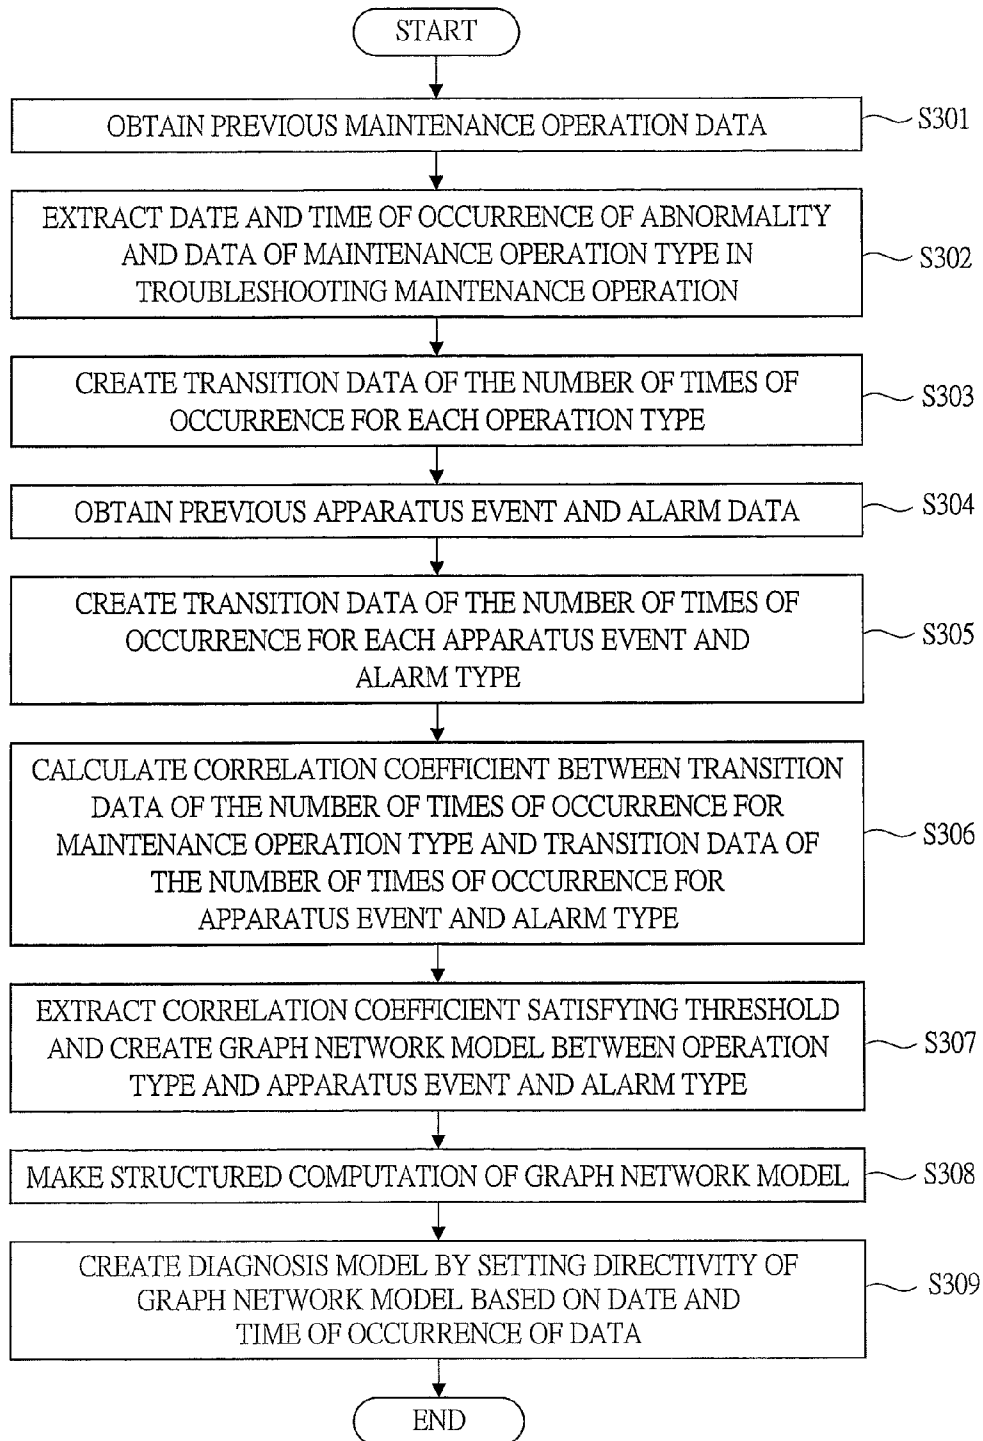 START
OBTAIN PREVIOUS MAINTENANCE OPERATION DATA
S301
EXTRACT DATE AND TIME OF OCCURRENCE OF ABNORMALITY
AND DATA OF MAINTENANCE OPERATION TYPE IN
TROUBLESHOOTING MAINTENANCE OPERATION
S302
CREATE TRANSITION DATA OF THE NUMBER OF TIMES OF
OCCURRENCE FOR EACH OPERATION TYPE
S303
OBTAIN PREVIOUS APPARATUS EVENT AND ALARM DATA
S304
CREATE TRANSITION DATA OF THE NUMBER OF TIMES OF
OCCURRENCE FOR EACH APPARATUS EVENT AND
ALARM TYPE
S305
CALCULATE CORRELATION COEFFICIENT BETWEEN TRANSITION
DATA OF THE NUMBER OF TIMES OF OCCURRENCE FOR
MAINTENANCE OPERATION TYPE AND TRANSITION DATA OF
THE NUMBER OF TIMES OF OCCURRENCE FOR
APPARATUS EVENT AND ALARM TYPE
S306
EXTRACT CORRELATION COEFFICIENT SATISFYING THRESHOLD
AND CREATE GRAPH NETWORK MODEL BETWEEN OPERATION
TYPE AND APPARATUS EVENT AND ALARM TYPE
S307
MAKE STRUCTURED COMPUTATION OF GRAPH NETWORK MODEL
S308
CREATE DIAGNOSIS MODEL BY SETTING DIRECTIVITY OF
GRAPH NETWORK MODEL BASED ON DATE AND
TIME OF OCCURRENCE OF DATA
S309
END